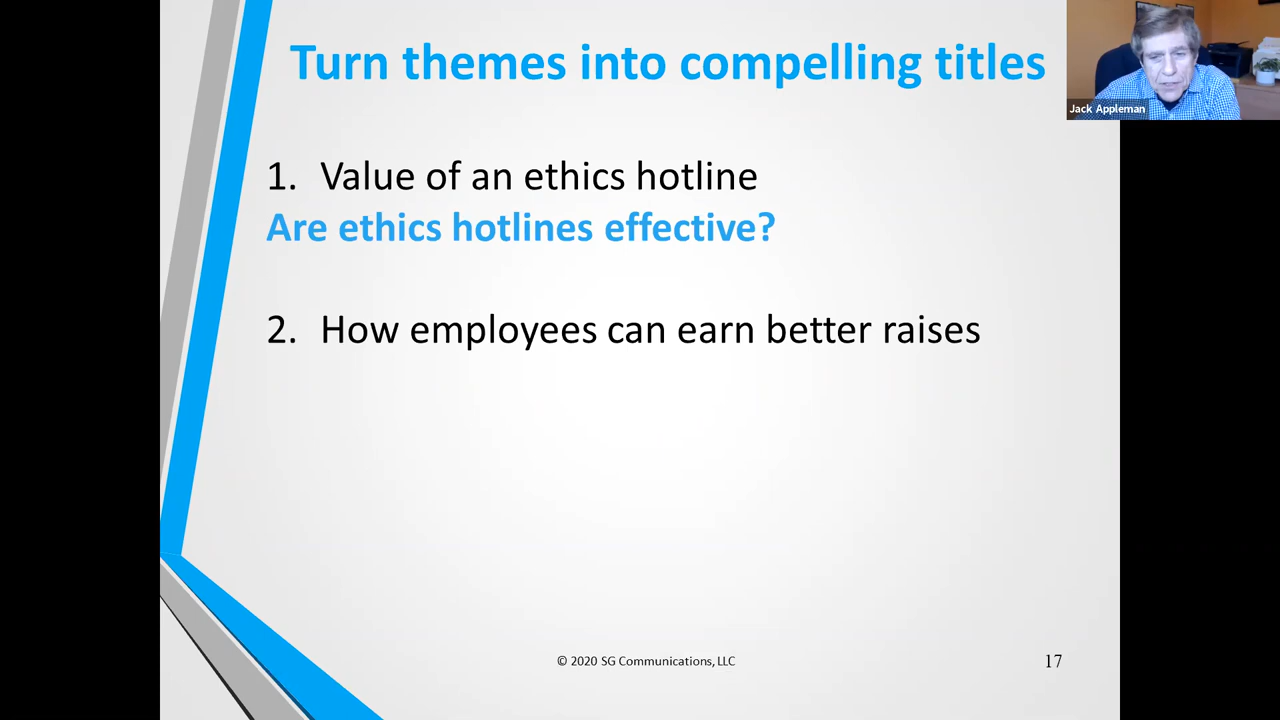 Turn themes into compelling titles
Jack Appleman
1. Value of an ethics hotline
Are ethics hotlines effective?
2. How employees can earn better raises
© 2020 SG Communications, LLC
17